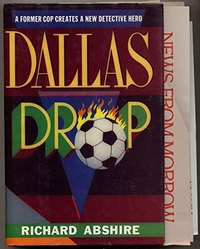 A FORMER COP CREATES A NEW DETECTIVE HERO
DALLAS
DROP
RICHARD ABSHIRE
NEWS FROM MORROW